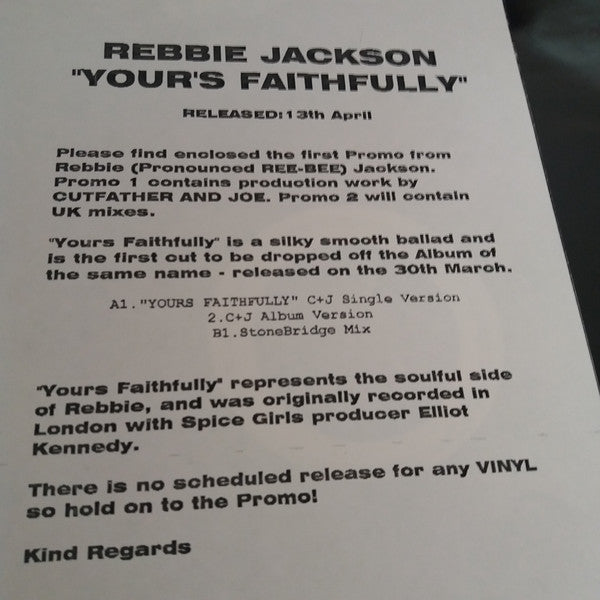 REBBIE JACKSON
"YOUR'S FAITHFULLY"
RELEASED:13th April
Please find enclosed the first Promo from
Rebbie (Pronounced REE-BEE) Jackson.
Promo 1 contains production work by
CUTFATHER AND JOE. Promo 2 will contain
UK mixes.
"Yours Faithfully" is a silky smooth ballad and
is the first cut to be dropped off the Album of
the same name - released on the 30th March.
A1."YOURS FAITHFULLY" C+J Single Version
2.C+J Album Version
B1.StoneBridge Mix
"Yours Faithfully" represents the soulful side
of Rebbie, and was originally recorded in
London with Spice Girls producer Elliot
Kennedy.
There is no scheduled release for any VINYL
so hold on to the Promo!
Kind Regards